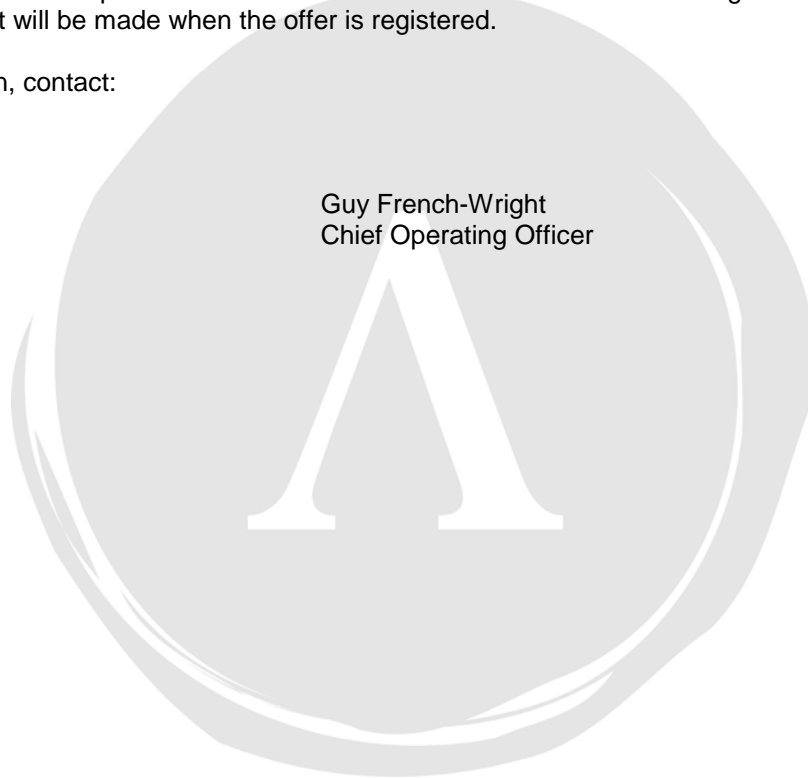 t will be made when the offer is registered.
n, contact:
Guy French-Wright
Chief Operating Officer
Λ